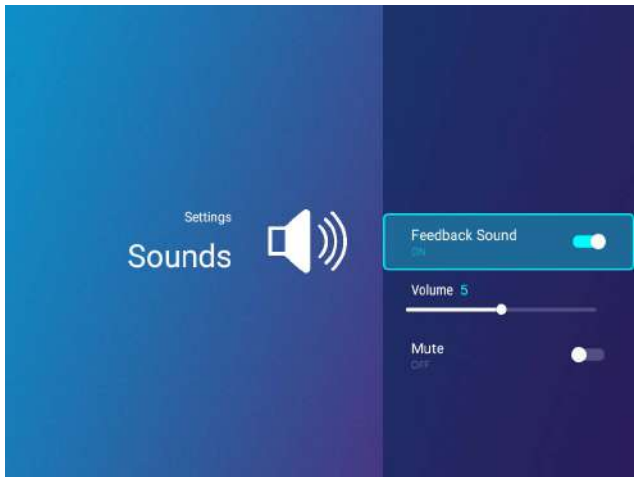 Settings
Sounds
Feedback Sound
ON
Volume 5
Mute
OFF